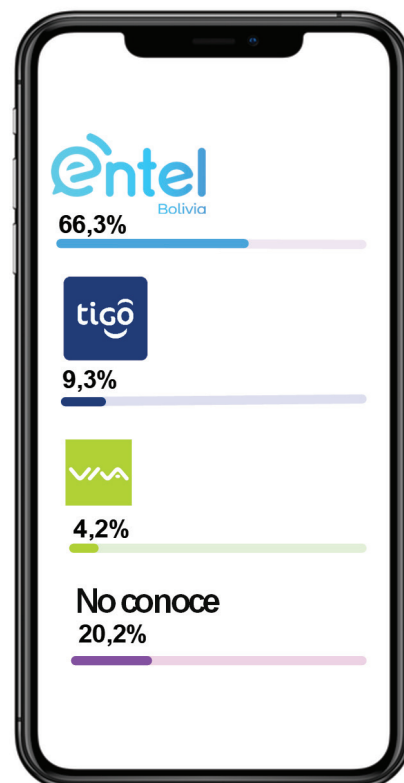 entel
Bolivia
66,3%
tigo
9,3%
VIVA
4,2%
No conoce
20,2%